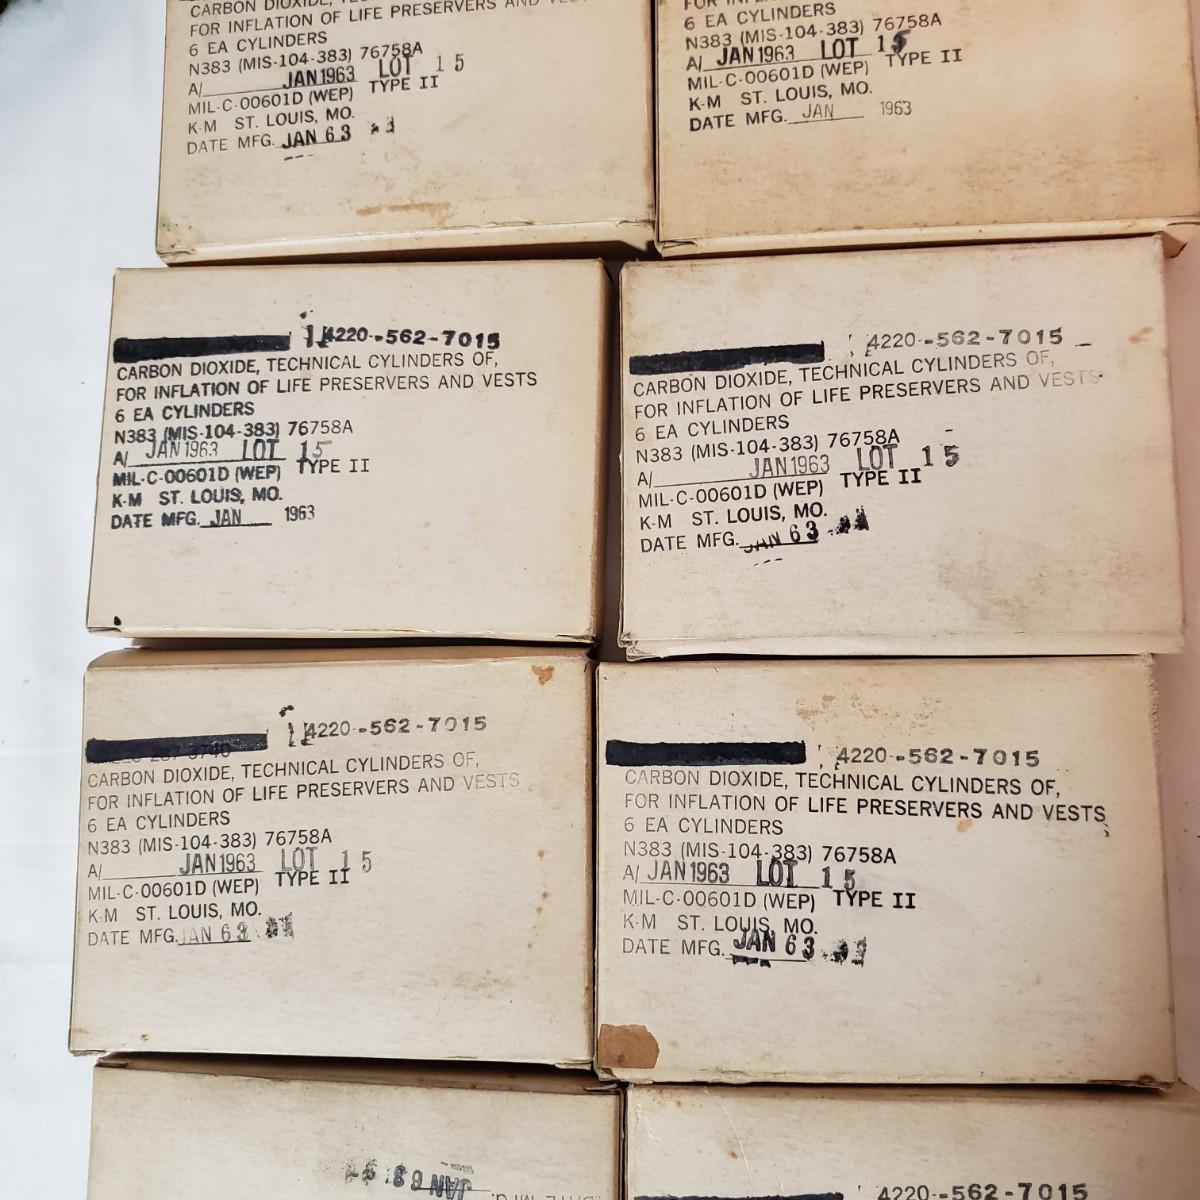 CARBON DIOXIDE,
FOR INFLATION OF LIFE PRESERVERS AND
6 EA CYLINDERS
N383 (MIS-104-383) 76758A
A/ JAN 1963 LOT 15
MIL-C-00601D (WEP) TYPE II
K-M ST. LOUIS, MO.
DATE MFG. JAN 63
6 EA CYLINDERS
N383 (MIS-104-383) 76758A
A/ JAN 1963 LOT 15
MIL-C-00601D (WEP) TYPE II
K-M ST. LOUIS, MO.
DATE MFG. JAN 1963
4220--562-7015
CARBON DIOXIDE, TECHNICAL CYLINDERS OF,
FOR INFLATION OF LIFE PRESERVERS AND VESTS
6 EA CYLINDERS
N383 (MIS-104-383) 76758A
A/ JAN 1963 LOT 15
MIL-C-00601D (WEP) TYPE II
K-M ST. LOUIS, MO.
DATE MFG. JAN 1963
4220--562-7015
CARBON DIOXIDE, TECHNICAL CYLINDERS OF,
FOR INFLATION OF LIFE PRESERVERS AND VESTS
6 EA CYLINDERS
N383 (MIS-104-383) 76758A
A/ JAN 1963 LOT 15
MIL-C-00601D (WEP) TYPE II
K-M ST. LOUIS, MO.
DATE MFG. JAN 63
4220--562-7015
CARBON DIOXIDE, TECHNICAL CYLINDERS OF,
FOR INFLATION OF LIFE PRESERVERS AND VESTS
6 EA CYLINDERS
N383 (MIS-104-383) 76758A
A/ JAN 1963 LOT 15
MIL-C-00601D (WEP) TYPE II
K-M ST. LOUIS, MO.
DATE MFG. JAN 63
4220--562-7015
CARBON DIOXIDE, TECHNICAL CYLINDERS OF,
FOR INFLATION OF LIFE PRESERVERS AND VESTS
6 EA CYLINDERS
N383 (MIS-104-383) 76758A
A/ JAN 1963 LOT 15
MIL-C-00601D (WEP) TYPE II
K-M ST. LOUIS, MO.
DATE MFG. JAN 63
JAN 63
4220--562-7015